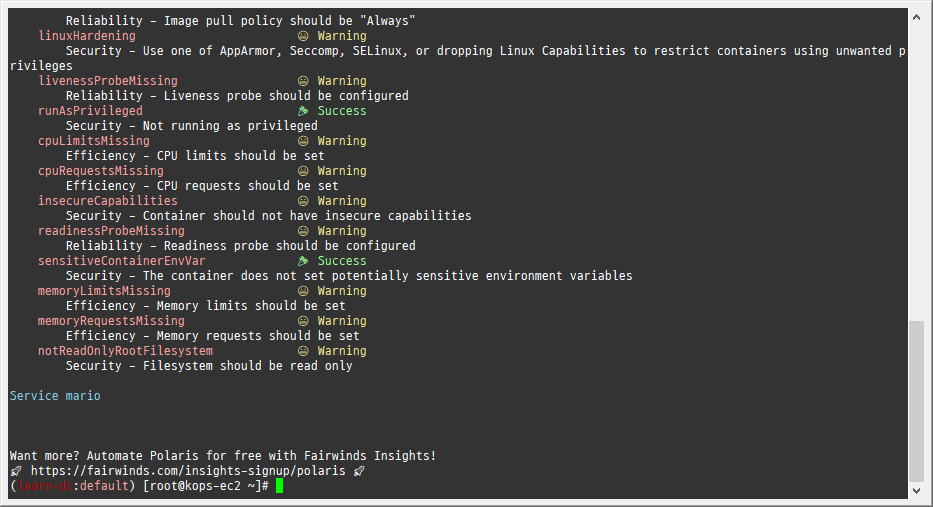 Reliability - Image pull policy should be "Always"
linuxHardening 😬 Warning
Security - Use one of AppArmor, Seccomp, SELinux, or dropping Linux Capabilities to restrict containers using unwanted p
rivileges
livenessProbeMissing 😬 Warning
Reliability - Liveness probe should be configured
runAsPrivileged 🎉 Success
Security - Not running as privileged
cpuLimitsMissing 😬 Warning
Efficiency - CPU limits should be set
cpuRequestsMissing 😬 Warning
Efficiency - CPU requests should be set
insecureCapabilities 😬 Warning
Security - Container should not have insecure capabilities
readinessProbeMissing 😬 Warning
Reliability - Readiness probe should be configured
sensitiveContainerEnvVar 🎉 Success
Security - The container does not set potentially sensitive environment variables
memoryLimitsMissing 😬 Warning
Efficiency - Memory limits should be set
memoryRequestsMissing 😬 Warning
Efficiency - Memory requests should be set
notReadOnlyRootFilesystem 😬 Warning
Security - Filesystem should be read only
Service mario
Want more? Automate Polaris for free with Fairwinds Insights!
🚀 https://fairwinds.com/insights-signup/polaris 🚀
(:default) [root@kops-ec2 ~]#